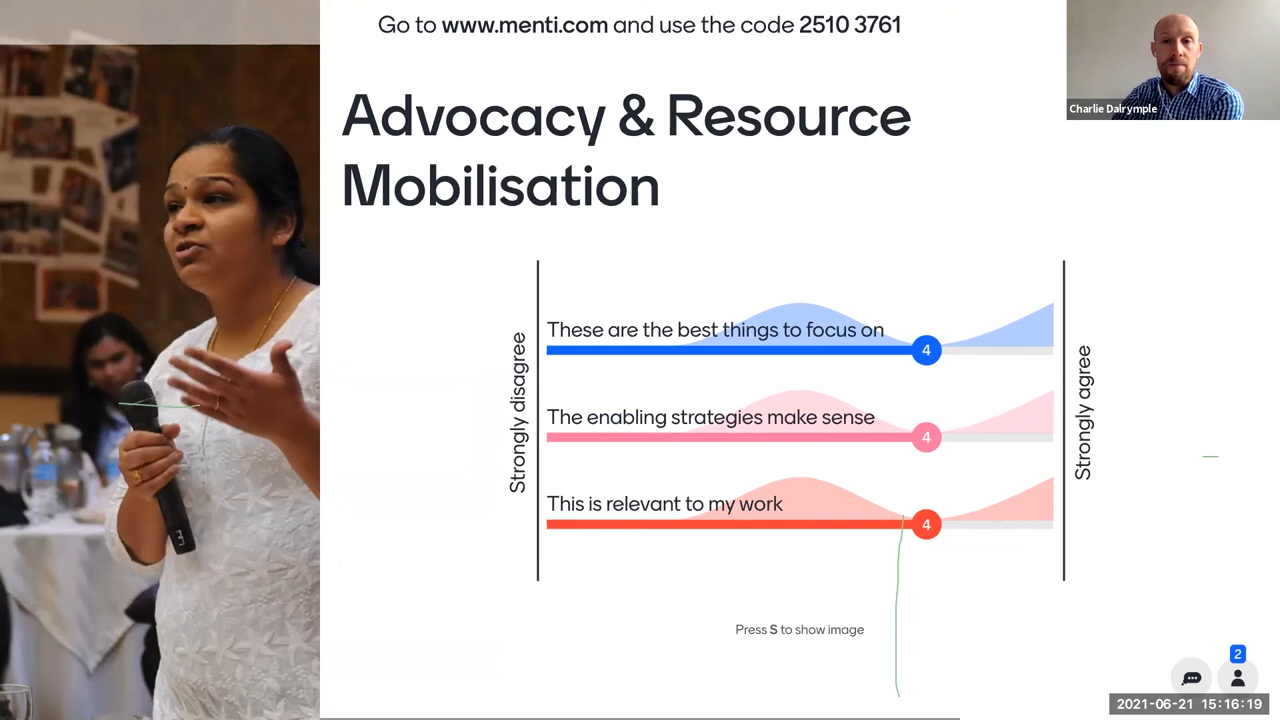 Go to www.menti.com and use the code 2510 3761
Charlie Dalrymple
Advocacy & Resource
Mobilisation
Strongly disagree
These are the best things to focus on
4
The enabling strategies make sense
4
This is relevant to my work
4
Strongly agree
Press S to show image
2
2021-06-21 15:16:19